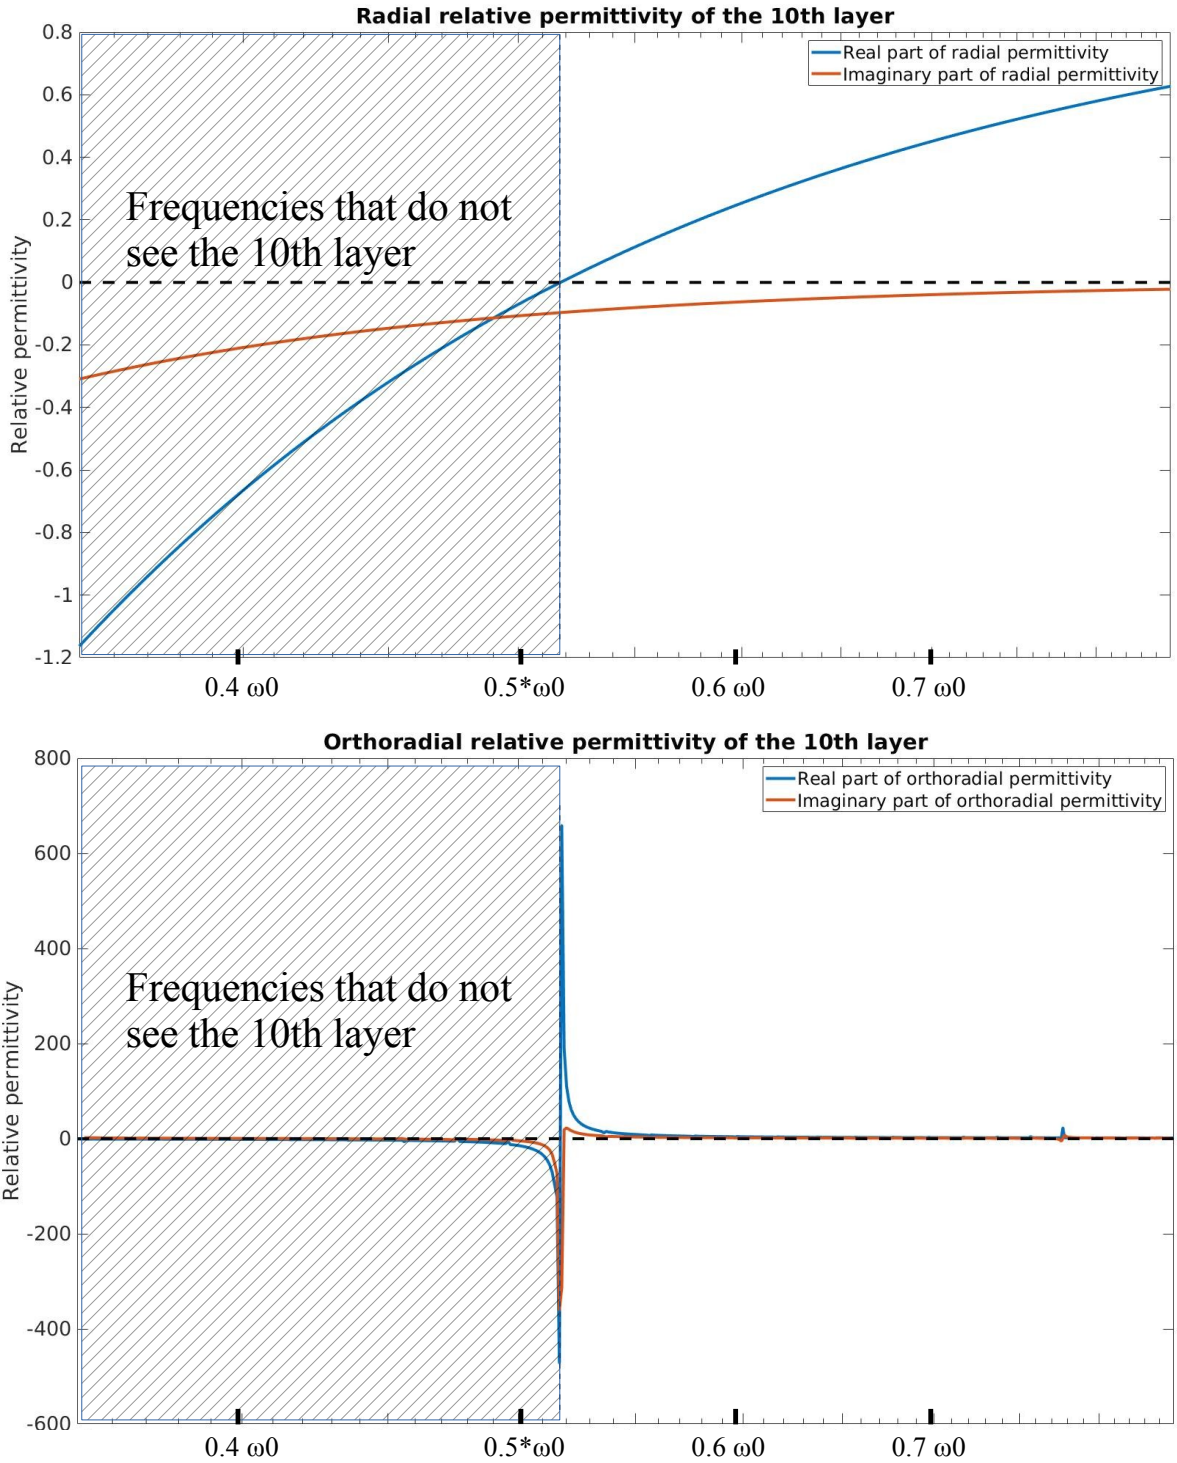 Radial relative permittivity of the 10th layer
Real part of radial permittivity
Imaginary part of radial permittivity
Relative permittivity
0.8
0.6
0.4
0.2
0
-0.2
-0.4
-0.6
-0.8
-1
-1.2
Frequencies that do not
see the 10th layer
0.4 ω0
0.5*ω0
0.6 ω0
0.7 ω0
Orthoradial relative permittivity of the 10th layer
Real part of orthoradial permittivity
Imaginary part of orthoradial permittivity
Relative permittivity
800
600
400
200
0
-200
-400
-600
Frequencies that do not
see the 10th layer
0.4 ω0
0.5*ω0
0.6 ω0
0.7 ω0